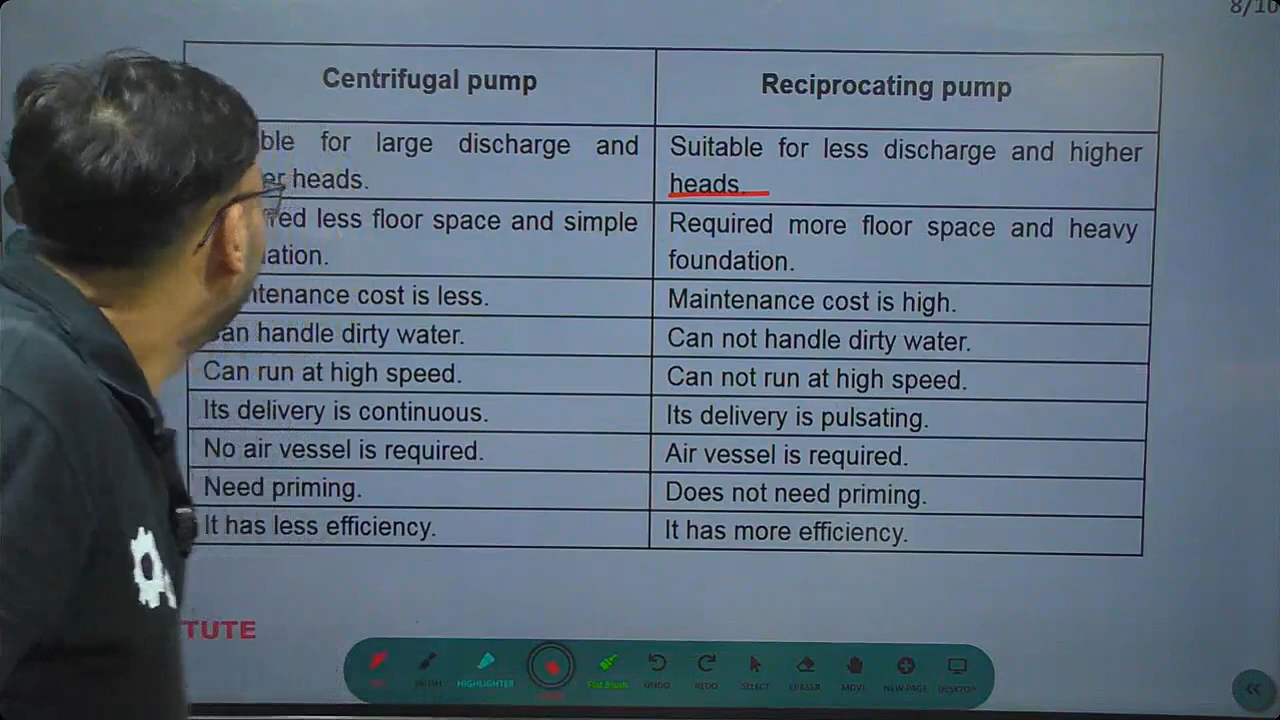 8/10
Centrifugal pump
Reciprocating pump
ble for large discharge and
er heads.
Suitable for less discharge and higher
heads.
red less floor space and simple
ation.
Required more floor space and heavy
foundation.
ntenance cost is less.
Maintenance cost is high.
an handle dirty water.
Can not handle dirty water.
Can run at high speed.
Can not run at high speed.
Its delivery is continuous.
Its delivery is pulsating.
No air vessel is required.
Air vessel is required.
Need priming.
Does not need priming.
It has less efficiency.
It has more efficiency.
TUTE
BRUSH HIGHLIGHTER Flat Brush UNDO REDO SELECT ERASER MOVE NEW PAGE DESKTOP